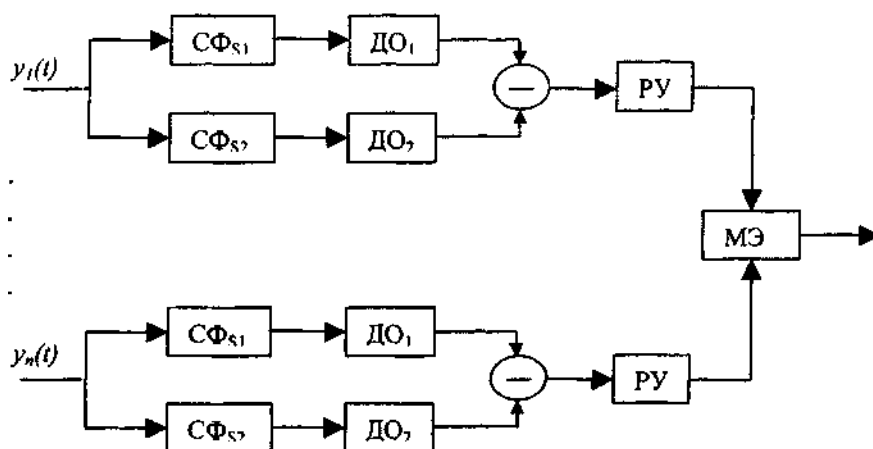 СФS1 ДО1
y1(t) РУ
СФS2 ДО2
МЭ
СФS1 ДО1
yn(t) РУ
СФS2 ДО2